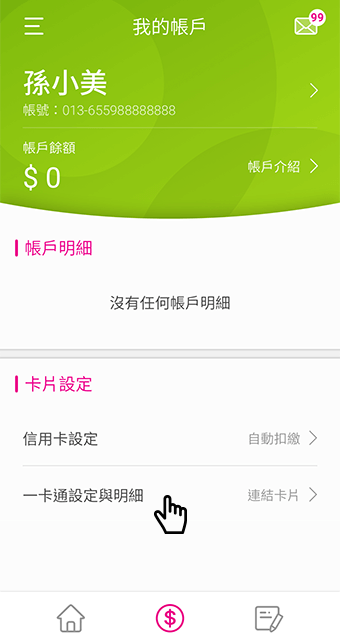 我的帳戶
99
孫小美
帳號：013-655988888888
帳戶餘額
$ 0
帳戶介紹
帳戶明細
沒有任何帳戶明細
卡片設定
信用卡設定
自動扣繳
一卡通設定與明細
連結卡片
$